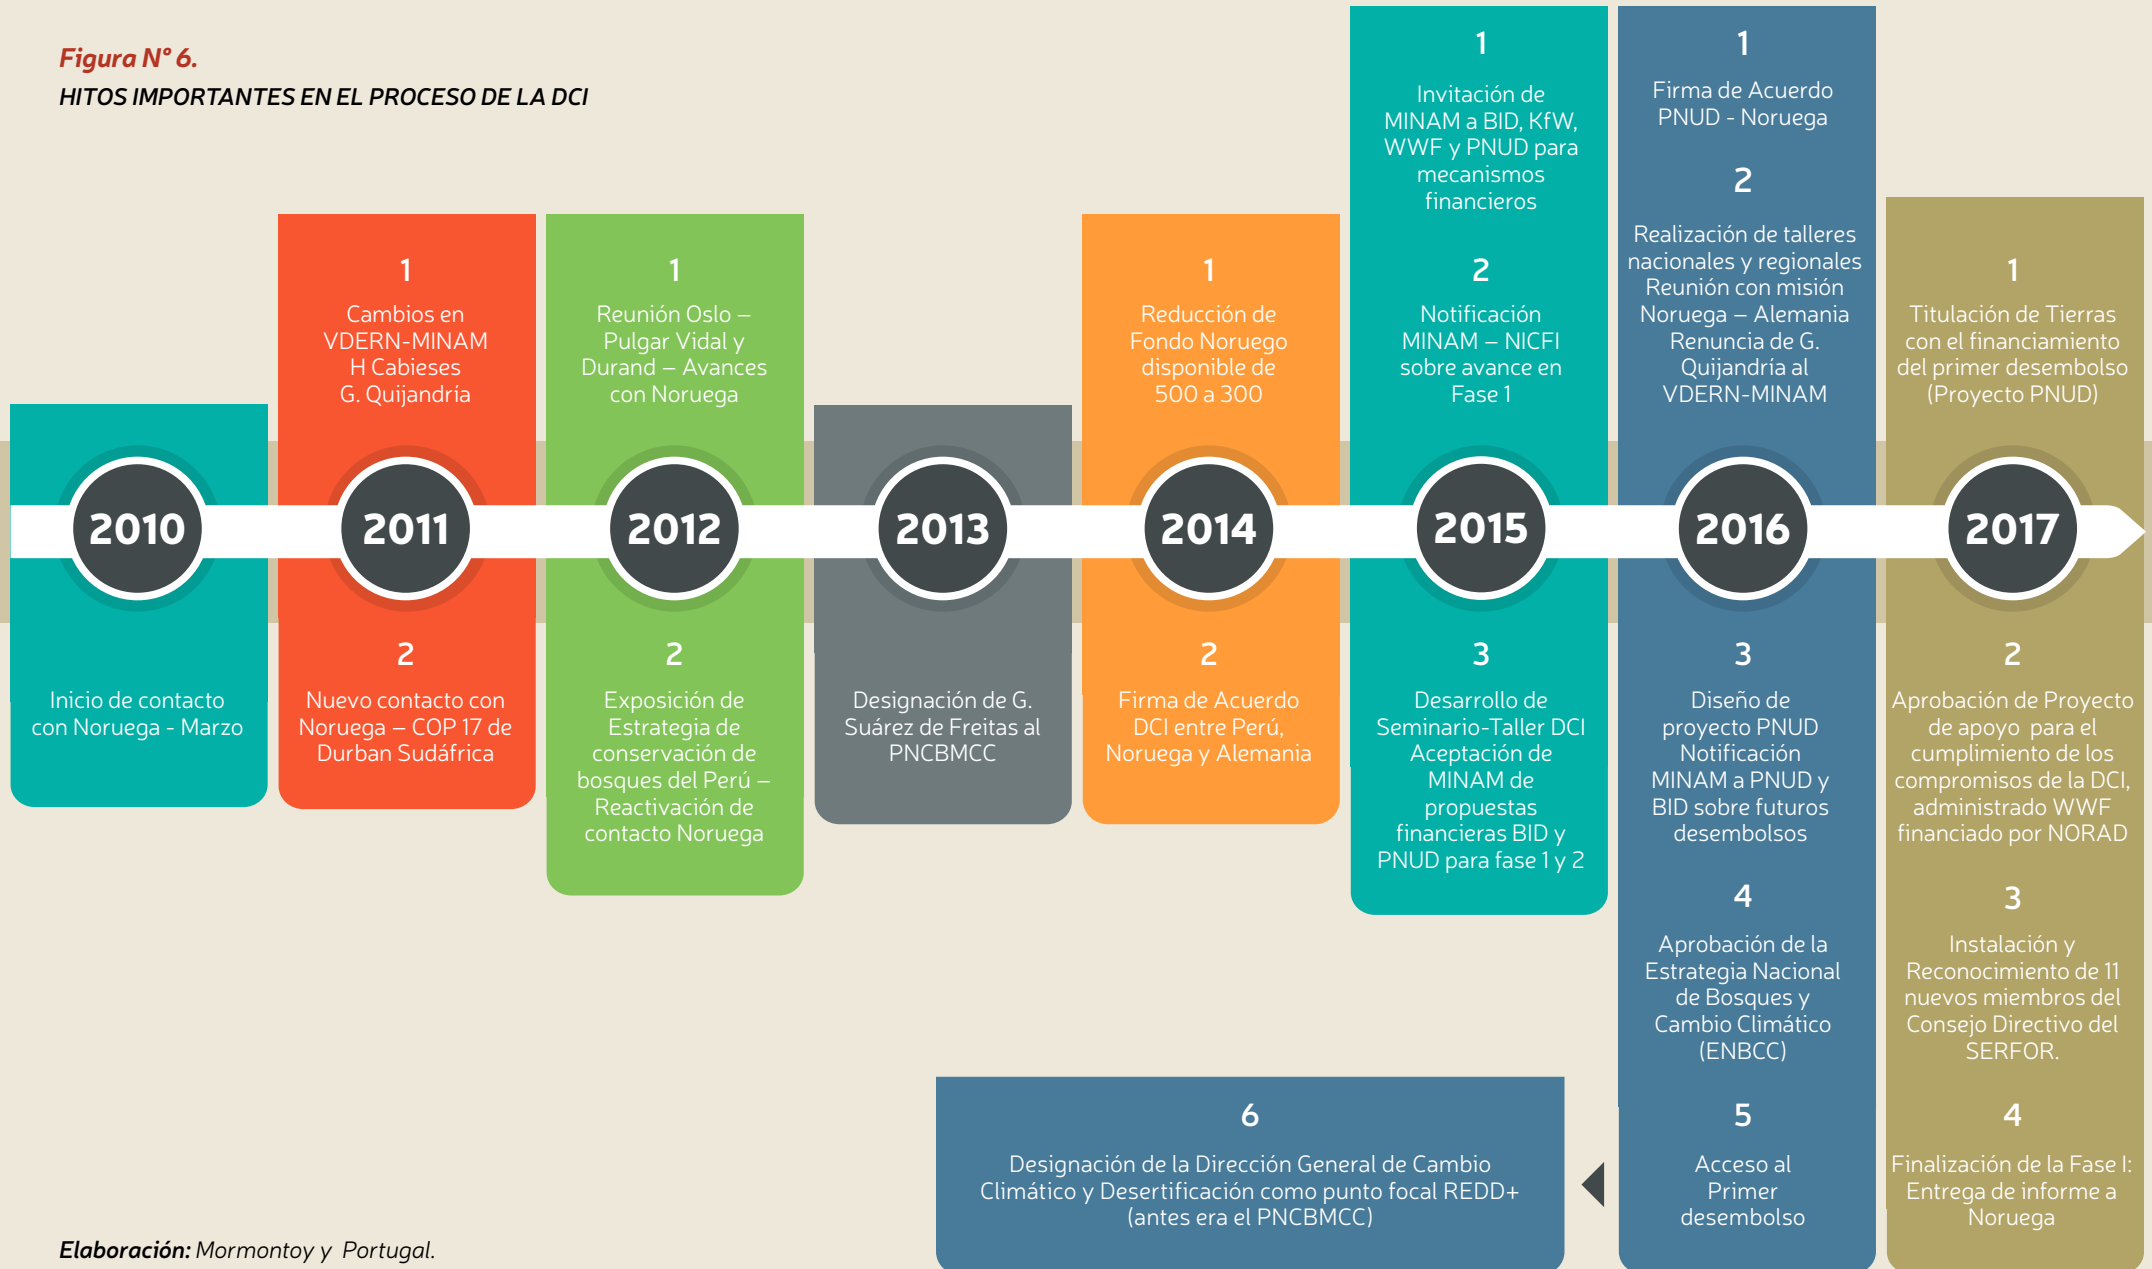 Figura N° 6.
HITOS IMPORTANTES EN EL PROCESO DE LA DCI
2010
Inicio de contacto
con Noruega - Marzo
1
Cambios en
VDERN-MINAM
H Cabieses
G. Quijandría
2011
2
Nuevo contacto con
Noruega – COP 17 de
Durban Sudáfrica
1
Reunión Oslo –
Pulgar Vidal y
Durand – Avances
con Noruega
2012
2
Exposición de
Estrategia de
conservación de
bosques del Perú –
Reactivación de
contacto Noruega
2013
Designación de G.
Suárez de Freitas al
PNCBMCC
1
Reducción de
Fondo Noruego
disponible de
500 a 300
2014
2
Firma de Acuerdo
DCI entre Perú,
Noruega y Alemania
1
Invitación de
MINAM a BID, KfW,
WWF y PNUD para
mecanismos
financieros
2
Notificación
MINAM – NICFI
sobre avance en
Fase 1
2015
3
Desarrollo de
Seminario-Taller DCI
Aceptación de
MINAM de
propuestas
financieras BID y
PNUD para fase 1 y 2
1
Firma de Acuerdo
PNUD - Noruega
2
Realización de talleres
nacionales y regionales
Reunión con misión
Noruega – Alemania
Renuncia de G.
Quijandría al
VDERN-MINAM
2016
3
Diseño de
proyecto PNUD
Notificación
MINAM a PNUD y
BID sobre futuros
desembolsos
4
Aprobación de la
Estrategia Nacional
de Bosques y
Cambio Climático
(ENBCC)
5
Acceso al
Primer
desembolso
6
Designación de la Dirección General de Cambio
Climático y Desertificación como punto focal REDD+
(antes era el PNCBMCC)
1
Titulación de Tierras
con el financiamiento
del primer desembolso
(Proyecto PNUD)
2017
2
Aprobación de Proyecto
de apoyo para el
cumplimiento de los
compromisos de la DCI,
administrado WWF
financiado por NORAD
3
Instalación y
Reconocimiento de 11
nuevos miembros del
Consejo Directivo del
SERFOR.
4
Finalización de la Fase I:
Entrega de informe a
Noruega
Elaboración: Mormontoy y Portugal.